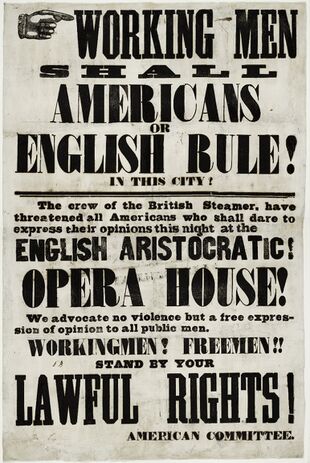 WORKING MEN
SHALL
AMERICANS
OR
ENGLISH RULE!
IN THIS CITY?
The crew of the British Steamer, have
threatened all Americans who shall dare to
express their opinions this night at the
ENGLISH ARISTOCRATIC!
OPERA HOUSE!
We advocate no violence but a free expres-
sion of opinion to all public men.
WORKINGMEN! FREEMEN!!
STAND BY YOUR
LAWFUL RIGHTS!
AMERICAN COMMITTEE.